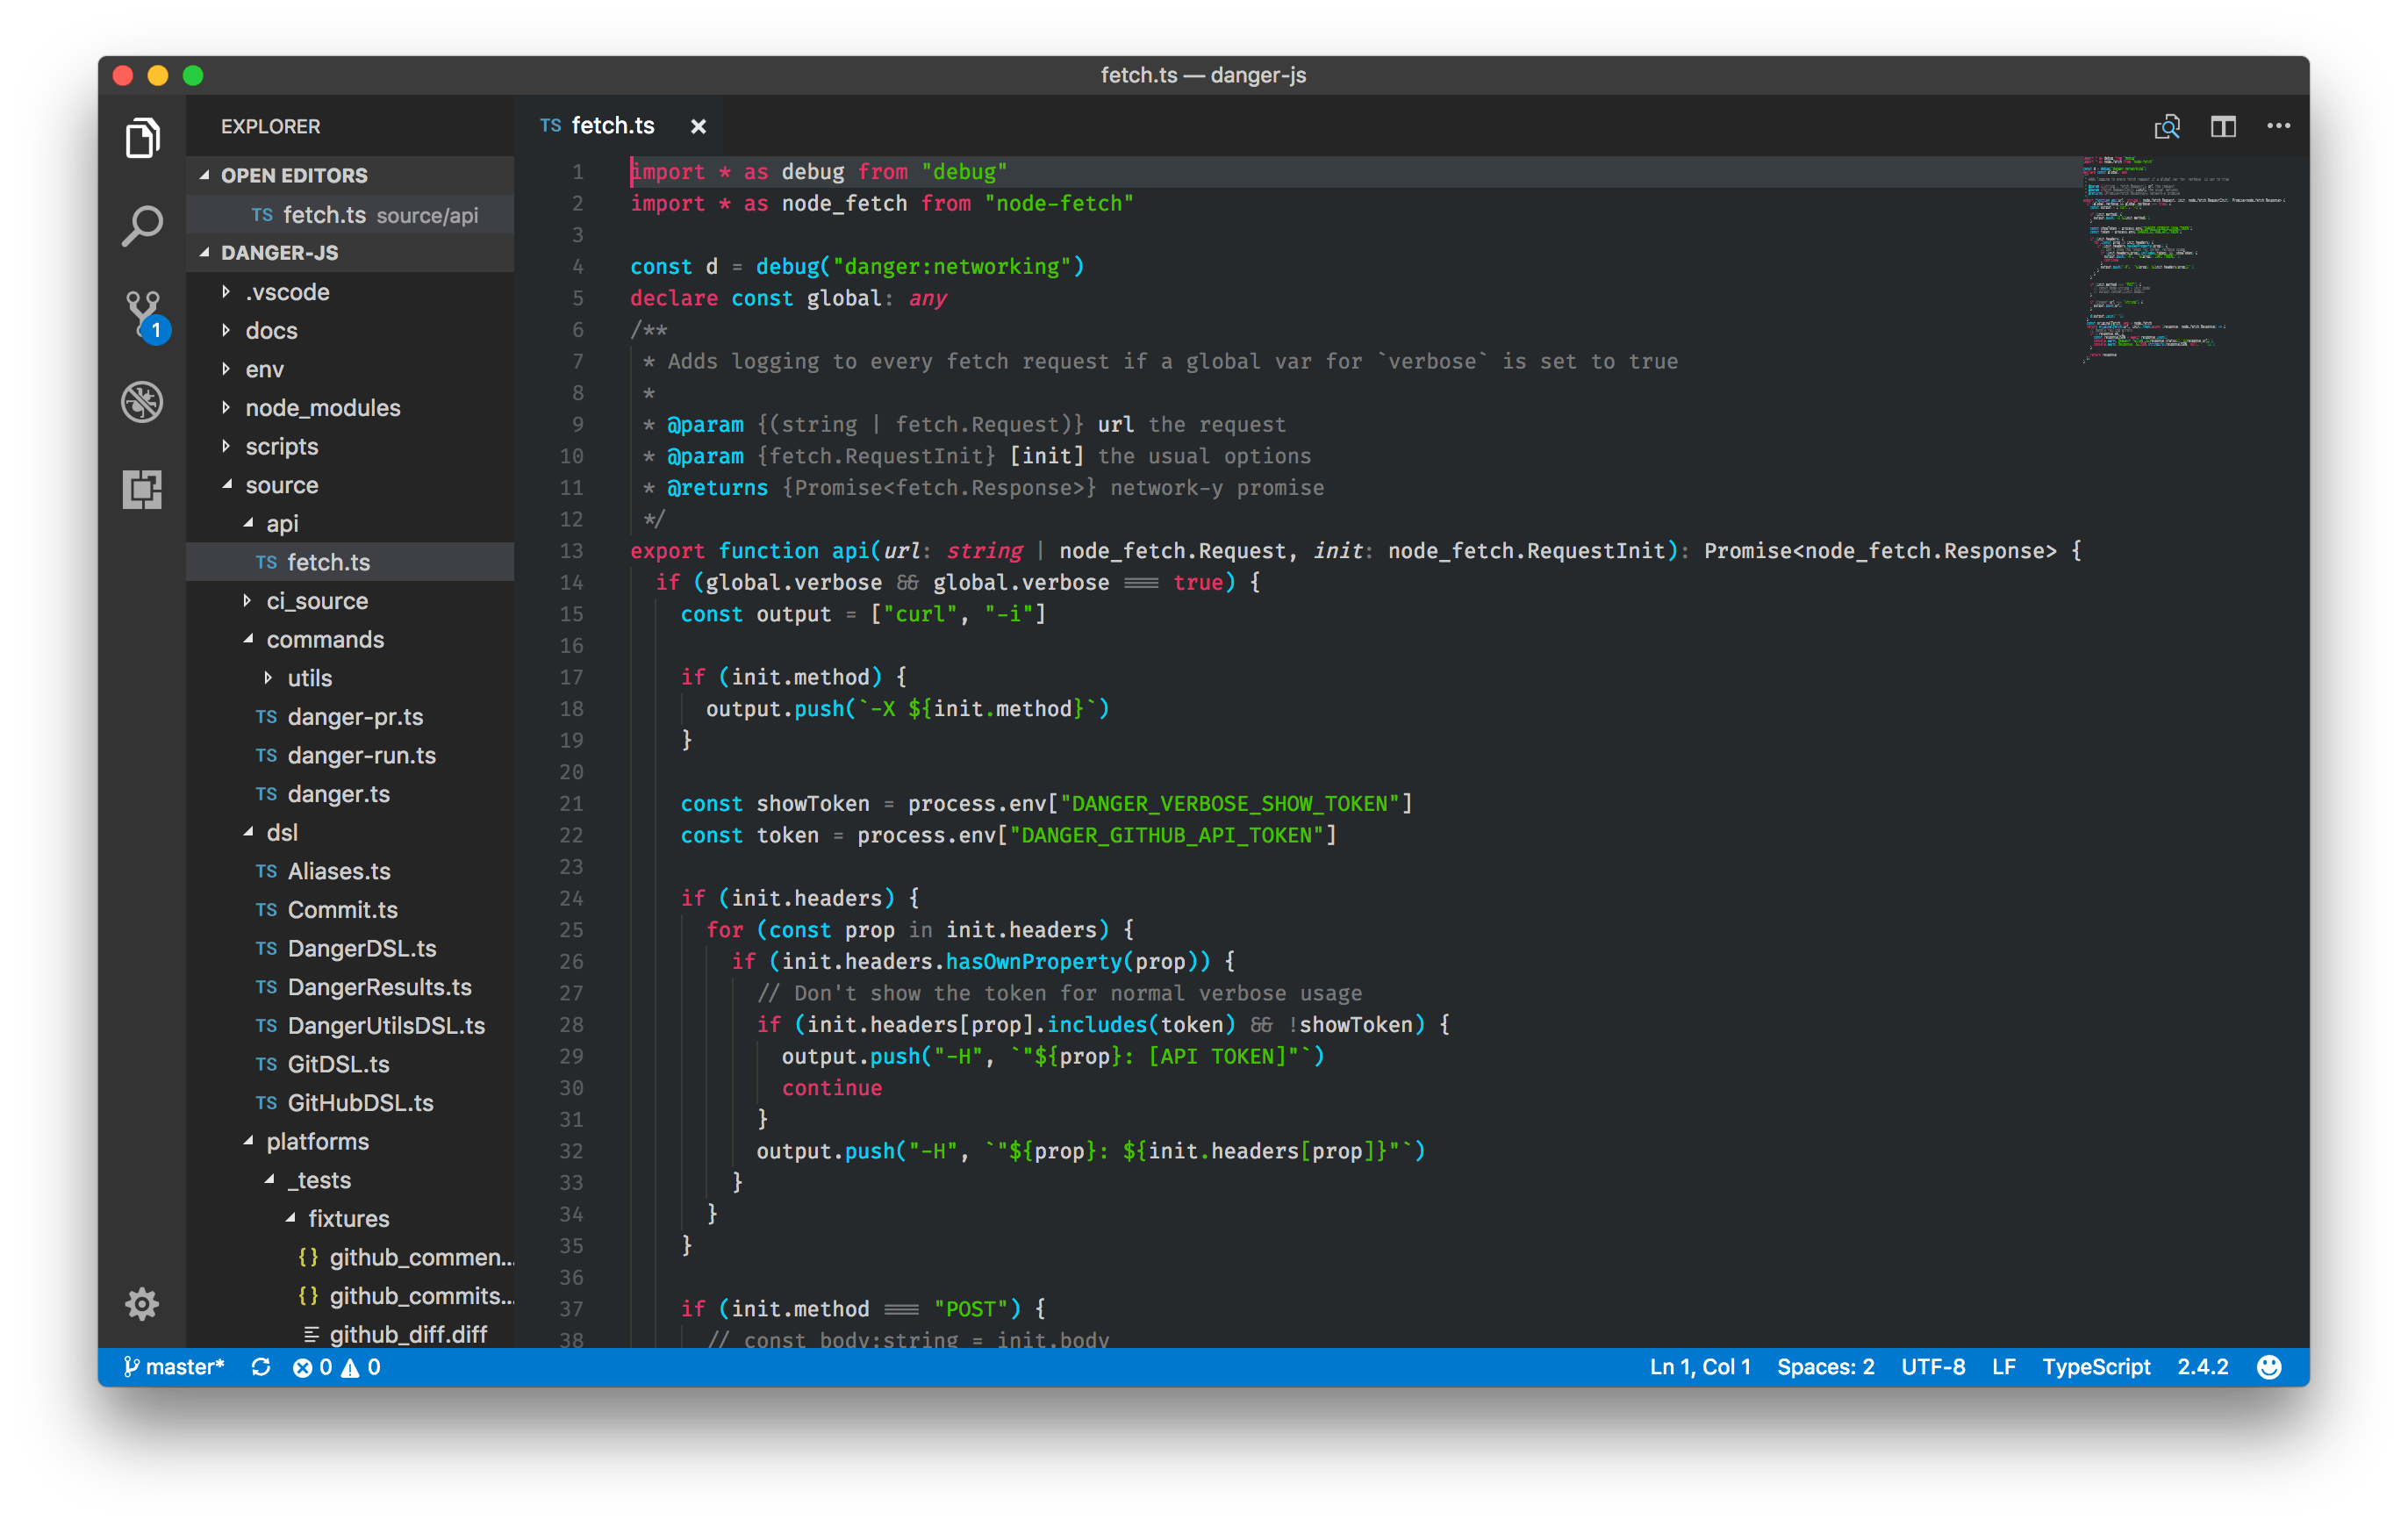 fetch.ts — danger-js
EXPLORER
OPEN EDITORS
TS fetch.ts source/api
DANGER-JS
.vscode
docs
env
node_modules
scripts
source
api
TS fetch.ts
ci_source
commands
utils
TS danger-pr.ts
TS danger-run.ts
TS danger.ts
dsl
TS Aliases.ts
TS Commit.ts
TS DangerDSL.ts
TS DangerResults.ts
TS DangerUtilsDSL.ts
TS GitDSL.ts
TS GitHubDSL.ts
platforms
_tests
fixtures
{} github_commen...
{} github_commits...
github_diff.diff
1
TS fetch.ts ×
1 import * as debug from "debug"
2 import * as node_fetch from "node-fetch"
3
4 const d = debug("danger:networking")
5 declare const global: any
6 /**
7 * Adds logging to every fetch request if a global var for `verbose` is set to true
8 *
9 * @param {(string | fetch.Request)} url the request
10 * @param {fetch.RequestInit} [init] the usual options
11 * @returns {Promise<fetch.Response>} network-y promise
12 */
13 export function api(url: string | node_fetch.Request, init: node_fetch.RequestInit): Promise<node_fetch.Response> {
14 if (global.verbose && global.verbose === true) {
15 const output = ["curl", "-i"]
16
17 if (init.method) {
18 output.push(`-X ${init.method}`)
19 }
20
21 const showToken = process.env["DANGER_VERBOSE_SHOW_TOKEN"]
22 const token = process.env["DANGER_GITHUB_API_TOKEN"]
23
24 if (init.headers) {
25 for (const prop in init.headers) {
26 if (init.headers.hasOwnProperty(prop)) {
27 // Don't show the token for normal verbose usage
28 if (init.headers[prop].includes(token) && !showToken) {
29 output.push("-H", `"${prop}: [API TOKEN]"`)
30 continue
31 }
32 output.push("-H", `"${prop}: ${init.headers[prop]}"`)
33 }
34 }
35 }
36
37 if (init.method === "POST") {
38 // const body:string = init.body
master* 0 0
Ln 1, Col 1 Spaces: 2 UTF-8 LF TypeScript 2.4.2